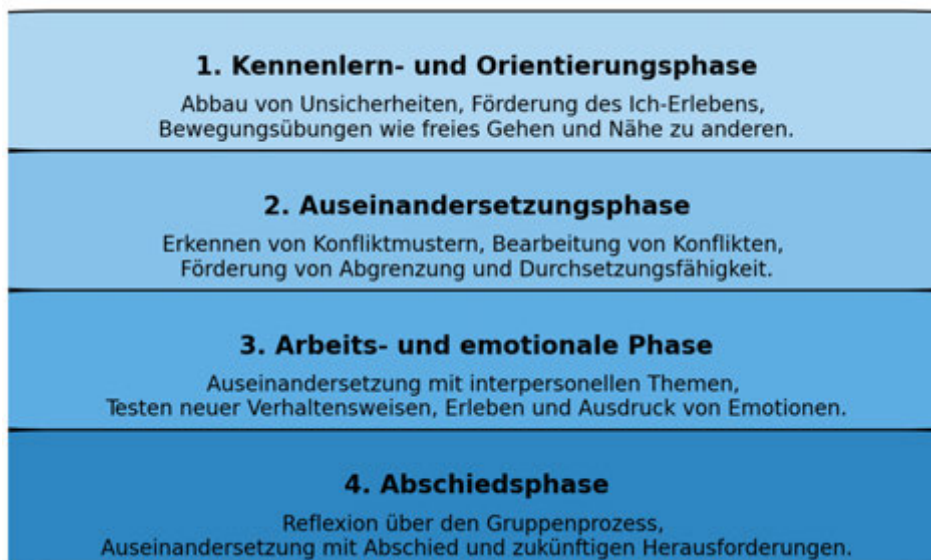 1. Kennenlern- und Orientierungsphase
Abbau von Unsicherheiten, Förderung des Ich-Erlebens,
Bewegungsübungen wie freies Gehen und Nähe zu anderen.
2. Auseinandersetzungsphase
Erkennen von Konfliktmustern, Bearbeitung von Konflikten,
Förderung von Abgrenzung und Durchsetzungsfähigkeit.
3. Arbeits- und emotionale Phase
Auseinandersetzung mit interpersonellen Themen,
Testen neuer Verhaltensweisen, Erleben und Ausdruck von Emotionen.
4. Abschiedsphase
Reflexion über den Gruppenprozess,
Auseinandersetzung mit Abschied und zukünftigen Herausforderungen.